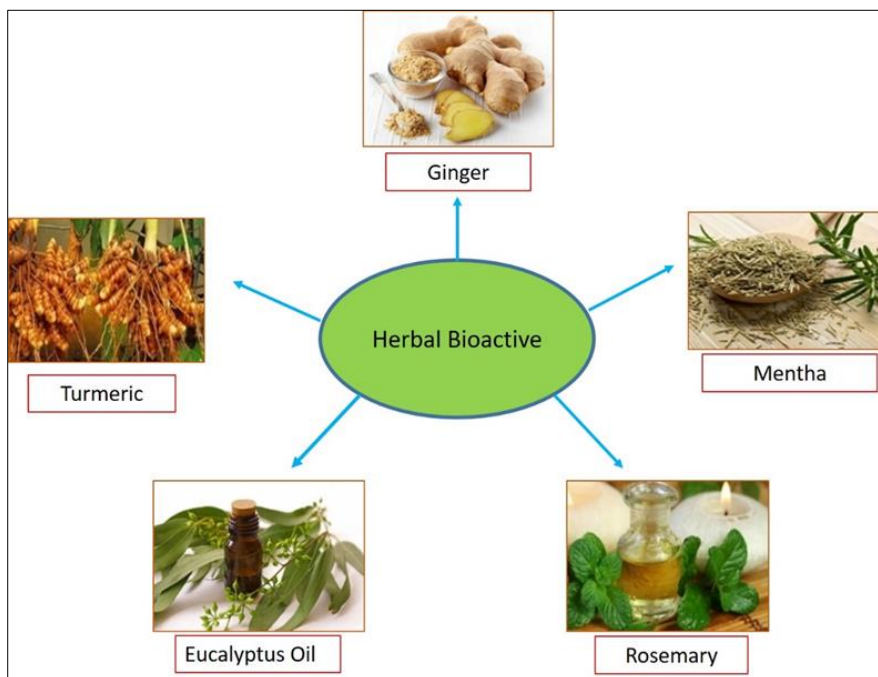 Ginger
Herbal Bioactive
Turmeric
Mentha
Eucalyptus Oil
Rosemary